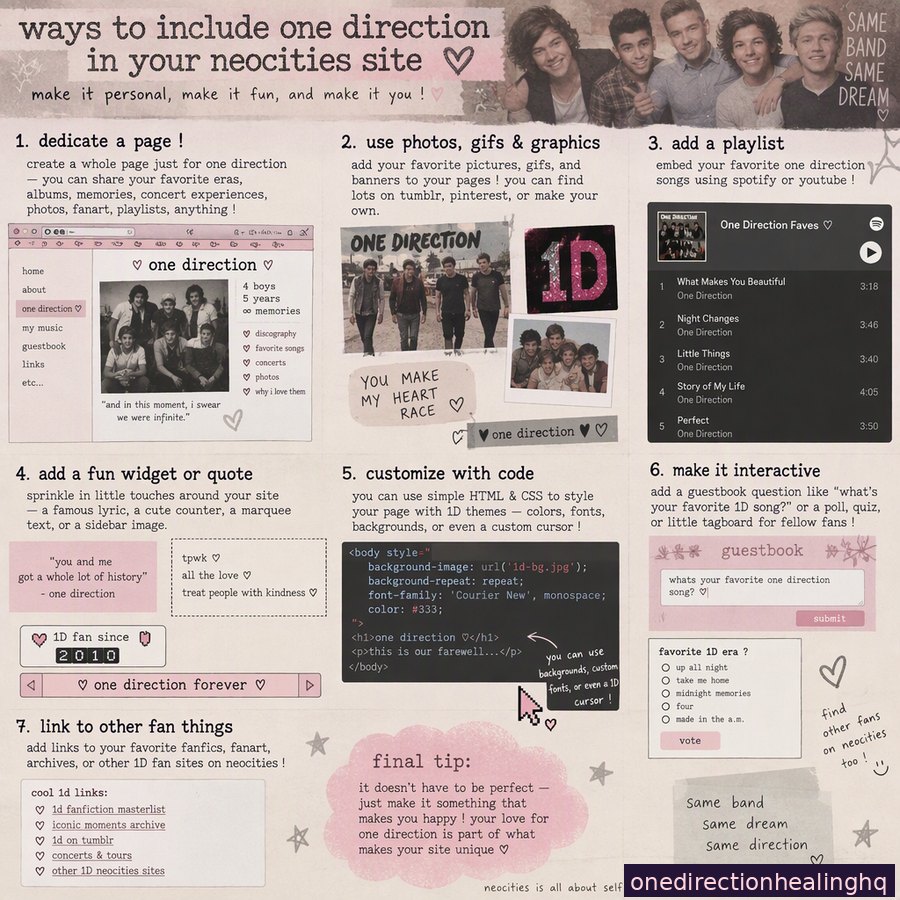 ways to include one direction
in your neocities site ♡
make it personal, make it fun, and make it you ! ♡
SAME
BAND
SAME
DREAM
♡
1. dedicate a page !
create a whole page just for one direction
— you can share your favorite eras,
albums, memories, concert experiences,
photos, fanart, playlists, anything !
home
about
one direction ♡
my music
guestbook
links
etc...
♡ one direction ♡
4 boys
5 years
∞ memories
♡ discography
♡ favorite songs
♡ concerts
♡ photos
♡ why i love them
“and in this moment, i swear
we were infinite.”
2. use photos, gifs & graphics
add your favorite pictures, gifs, and
banners to your pages ! you can find
lots on tumblr, pinterest, or make your
own.
ONE DIRECTION
1D
YOU MAKE
MY HEART
RACE ♡
♥ one direction ♥ ♡
3. add a playlist
embed your favorite one direction
songs using spotify or youtube !
ONE DIRECTION
One Direction Faves ♡
1 What Makes You Beautiful 3:18
One Direction
2 Night Changes 3:46
One Direction
3 Little Things 3:40
One Direction
4 Story of My Life 4:05
One Direction
5 Perfect 3:50
One Direction
4. add a fun widget or quote
sprinkle in little touches around your site
— a famous lyric, a cute counter, a marquee
text, or a sidebar image.
“you and me
got a whole lot of history”
- one direction
tpwk ♡
all the love ♡
treat people with kindness ♡
1D fan since
2010
♡ one direction forever ♡
5. customize with code
you can use simple HTML & CSS to style
your page with 1D themes — colors, fonts,
backgrounds, or even a custom cursor !
<body style="
background-image: url('1d-bg.jpg');
background-repeat: repeat;
font-family: 'Courier New', monospace;
color: #333;
">
<h1>one direction ♡</h1>
<p>this is our farewell...</p>
</body>
you can use
backgrounds, custom
fonts, or even a 1D
cursor !
6. make it interactive
add a guestbook question like “what’s
your favorite 1D song?” or a poll, quiz,
or little tagboard for fellow fans !
guestbook
whats your favorite one direction
song? ♡
submit
favorite 1D era ?
up all night
take me home
midnight memories
four
made in the a.m.
vote
find
other fans
on neocities
too !
7. link to other fan things
add links to your favorite fanfics, fanart,
archives, or other 1D fan sites on neocities !
cool 1d links:
♡ 1d fanfiction masterlist
♡ iconic moments archive
♡ 1d on tumblr
♡ concerts & tours
♡ other 1D neocities sites
final tip:
it doesn’t have to be perfect —
just make it something that
makes you happy ! your love for
one direction is part of what
makes your site unique ♡
same band
same dream
same direction
♡
neocities is all about self
onedirectionhealinghq